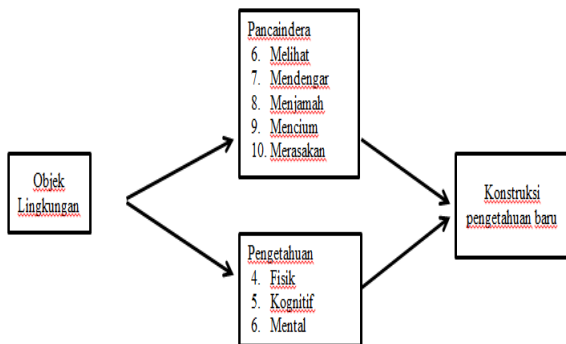 Objek
Lingkungan
Pancaindera
6. Melihat
7. Mendengar
8. Menjamah
9. Mencium
10. Merasakan
Pengetahuan
4. Fisik
5. Kognitif
6. Mental
Konstruksi
pengetahuan baru